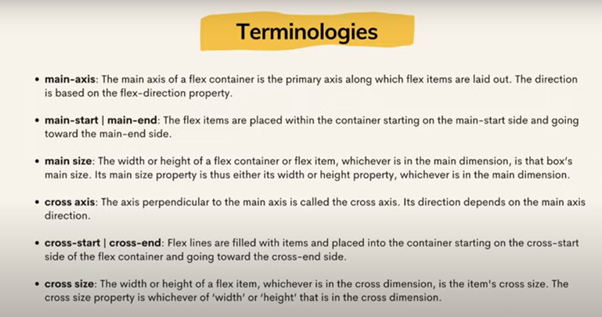 Terminologies
• main-axis: The main axis of a flex container is the primary axis along which flex items are laid out. The direction
is based on the flex-direction property.
• main-start | main-end: The flex items are placed within the container starting on the main-start side and going
toward the main-end side.
• main size: The width or height of a flex container or flex item, whichever is in the main dimension, is that box's
main size. Its main size property is thus either its width or height property, whichever is in the main dimension.
• cross axis: The axis perpendicular to the main axis is called the cross axis. Its direction depends on the main axis
direction.
• cross-start | cross-end: Flex lines are filled with items and placed into the container starting on the cross-start
side of the flex container and going toward the cross-end side.
• cross size: The width or height of a flex item, whichever is in the cross dimension, is the item's cross size. The
cross size property is whichever of 'width' or 'height' that is in the cross dimension.